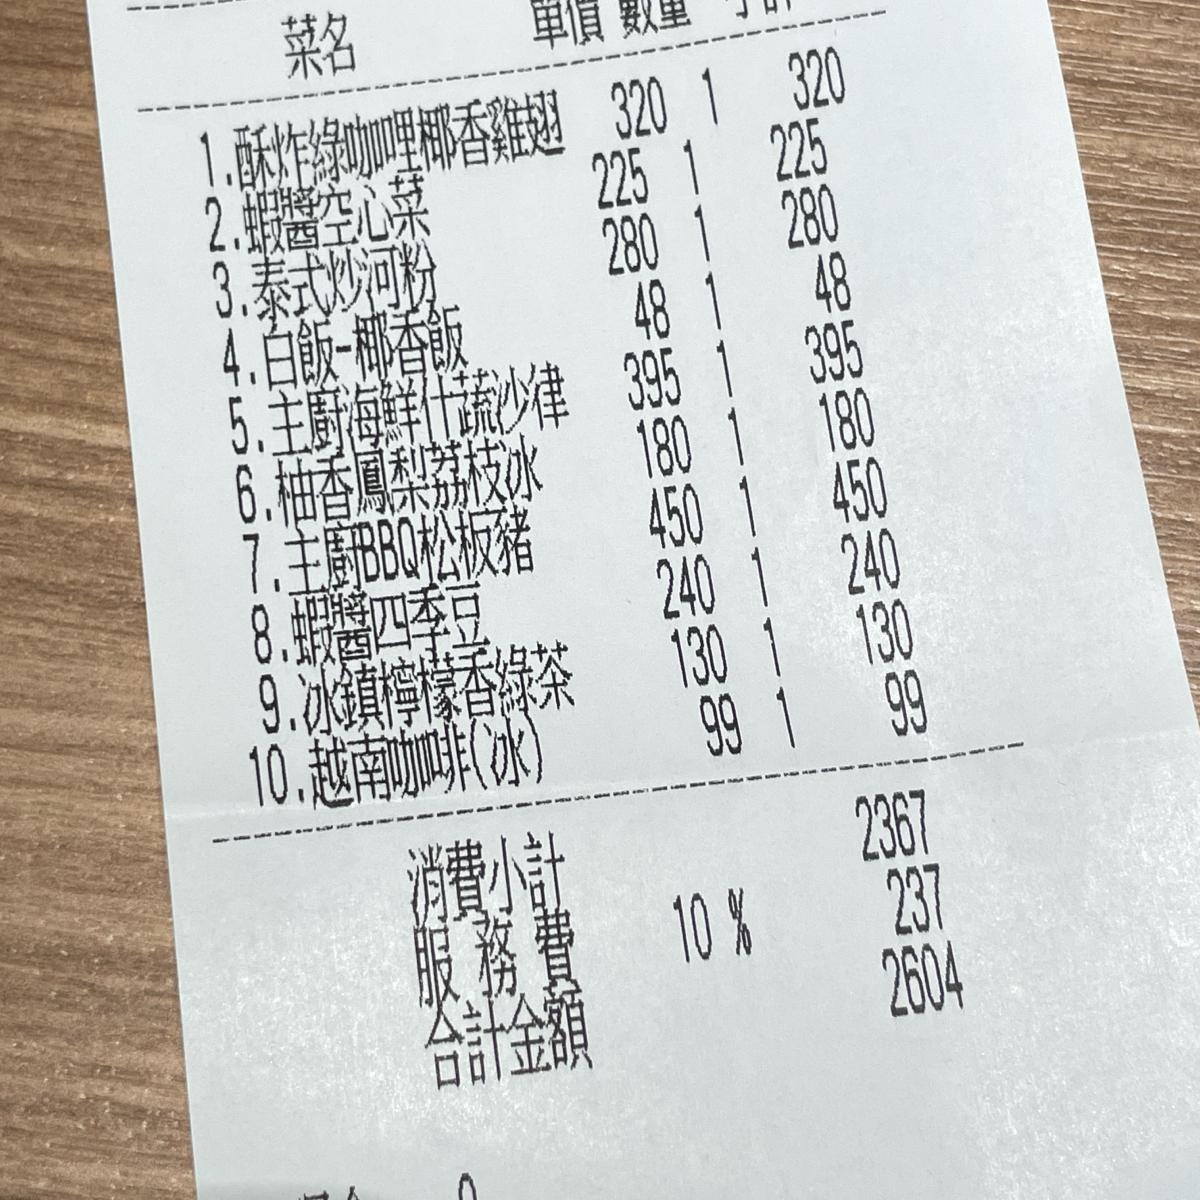 菜名 單價 數量 小計
1.酥炸綠咖哩椰香雞翅 320 1 320
2.蝦醬空心菜 225 1 225
3.泰式炒河粉 280 1 280
4.白飯-椰香飯 48 1 48
5.主廚海鮮什蔬沙律 395 1 395
6.柚香鳳梨荔枝冰 180 1 180
7.主廚BBQ松板豬 450 1 450
8.蝦醬四季豆 240 1 240
9.冰鎮檸檬香綠茶 130 1 130
10.越南咖啡(冰) 99 1 99
消費小計 2367
服務費 10 % 237
合計金額 2604